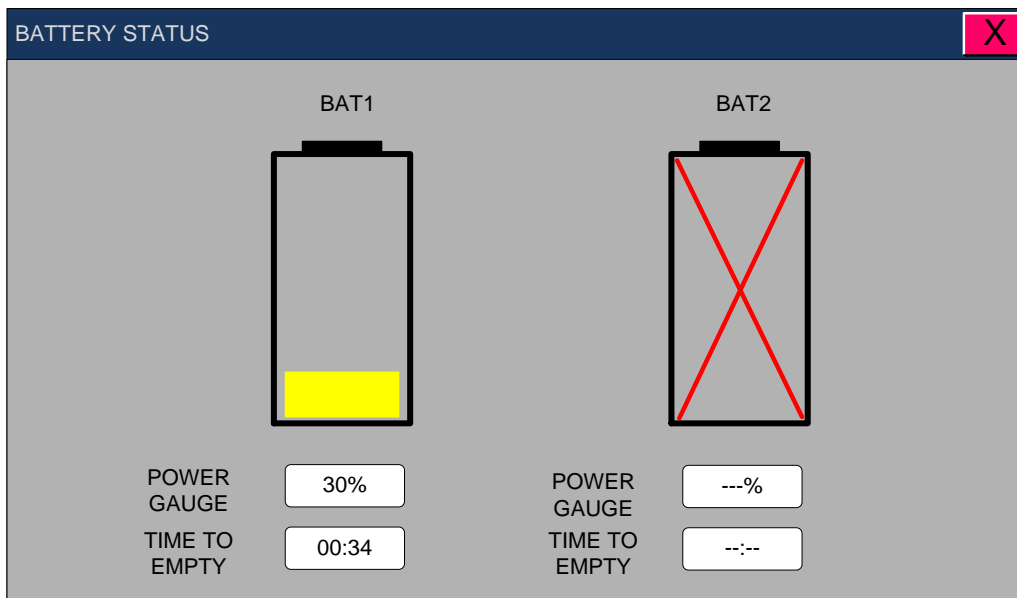 BATTERY STATUS
X
BAT1
BAT2
POWER
GAUGE
30%
TIME TO
EMPTY
00:34
POWER
GAUGE
---%
TIME TO
EMPTY
--:--